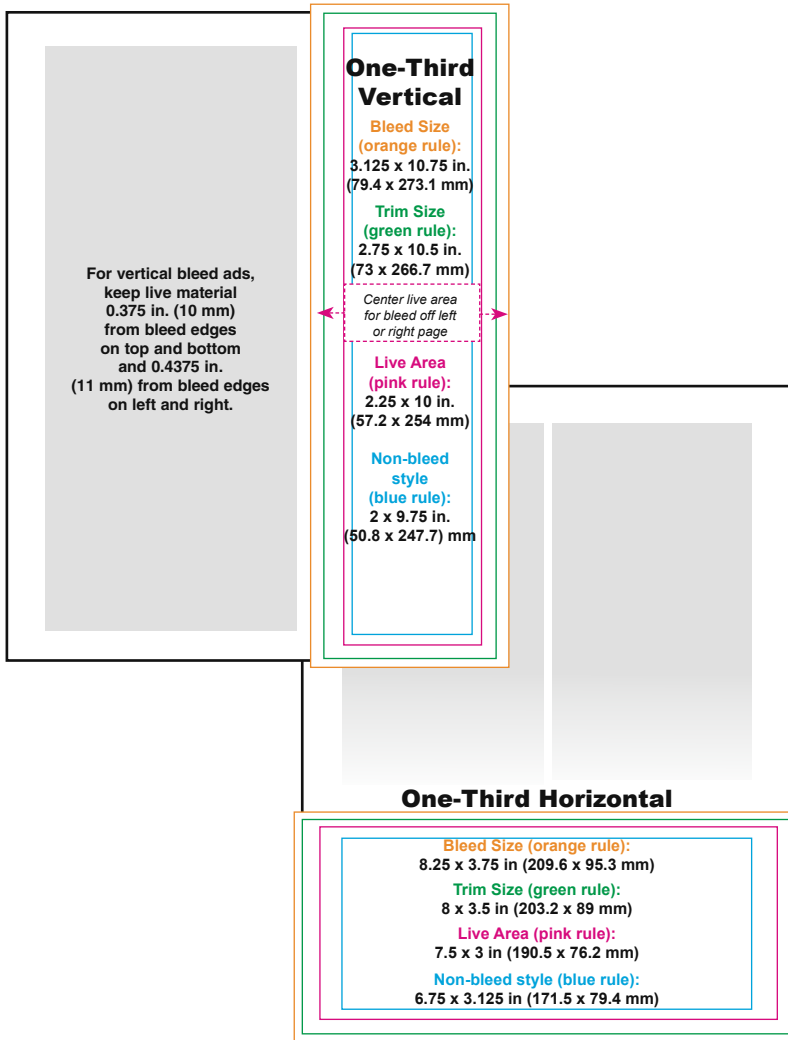 For vertical bleed ads,
keep live material
0.375 in. (10 mm)
from bleed edges
on top and bottom
and 0.4375 in.
(11 mm) from bleed edges
on left and right.
One-Third
Vertical
Bleed Size
(orange rule):
3.125 x 10.75 in.
(79.4 x 273.1 mm)
Trim Size
(green rule):
2.75 x 10.5 in.
(73 x 266.7 mm)
Center live area
for bleed off left
or right page
Live Area
(pink rule):
2.25 x 10 in.
(57.2 x 254 mm)
Non-bleed
style
(blue rule):
2 x 9.75 in.
(50.8 x 247.7) mm
One-Third Horizontal
Bleed Size (orange rule):
8.25 x 3.75 in (209.6 x 95.3 mm)
Trim Size (green rule):
8 x 3.5 in (203.2 x 89 mm)
Live Area (pink rule):
7.5 x 3 in (190.5 x 76.2 mm)
Non-bleed style (blue rule):
6.75 x 3.125 in (171.5 x 79.4 mm)